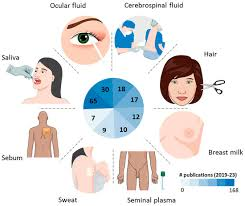 Ocular fluid
Cerebrospinal fluid
Saliva
Hair
30 18
65 17
7 12
9 10
Sebum
Breast milk
Sweat
Seminal plasma
# publications (2019-23)
0 168